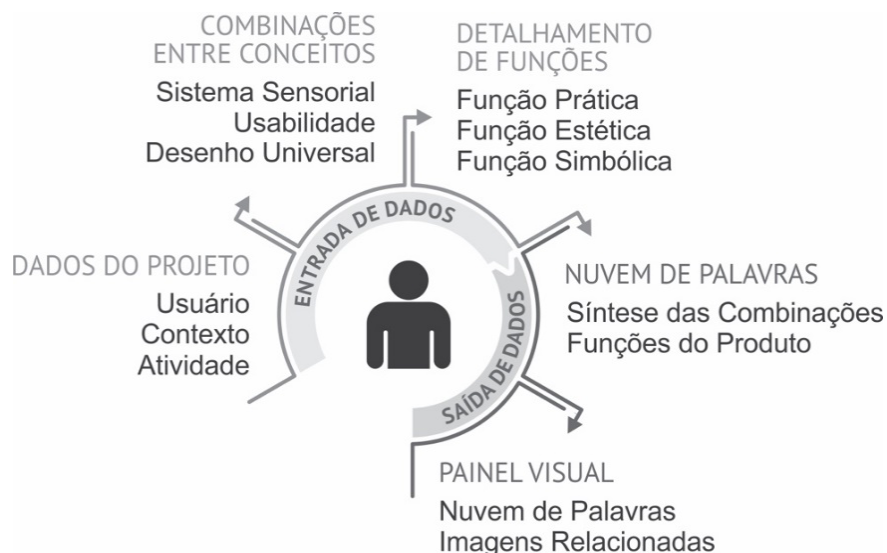 COMBINAÇÕES
ENTRE CONCEITOS
Sistema Sensorial
Usabilidade
Desenho Universal
DETALHAMENTO
DE FUNÇÕES
Função Prática
Função Estética
Função Simbólica
ENTRADA DE DADOS
DADOS DO PROJETO
Usuário
Contexto
Atividade
NUVEM DE PALAVRAS
Síntese das Combinações
Funções do Produto
SAÍDA DE DADOS
PAINEL VISUAL
Nuvem de Palavras
Imagens Relacionadas